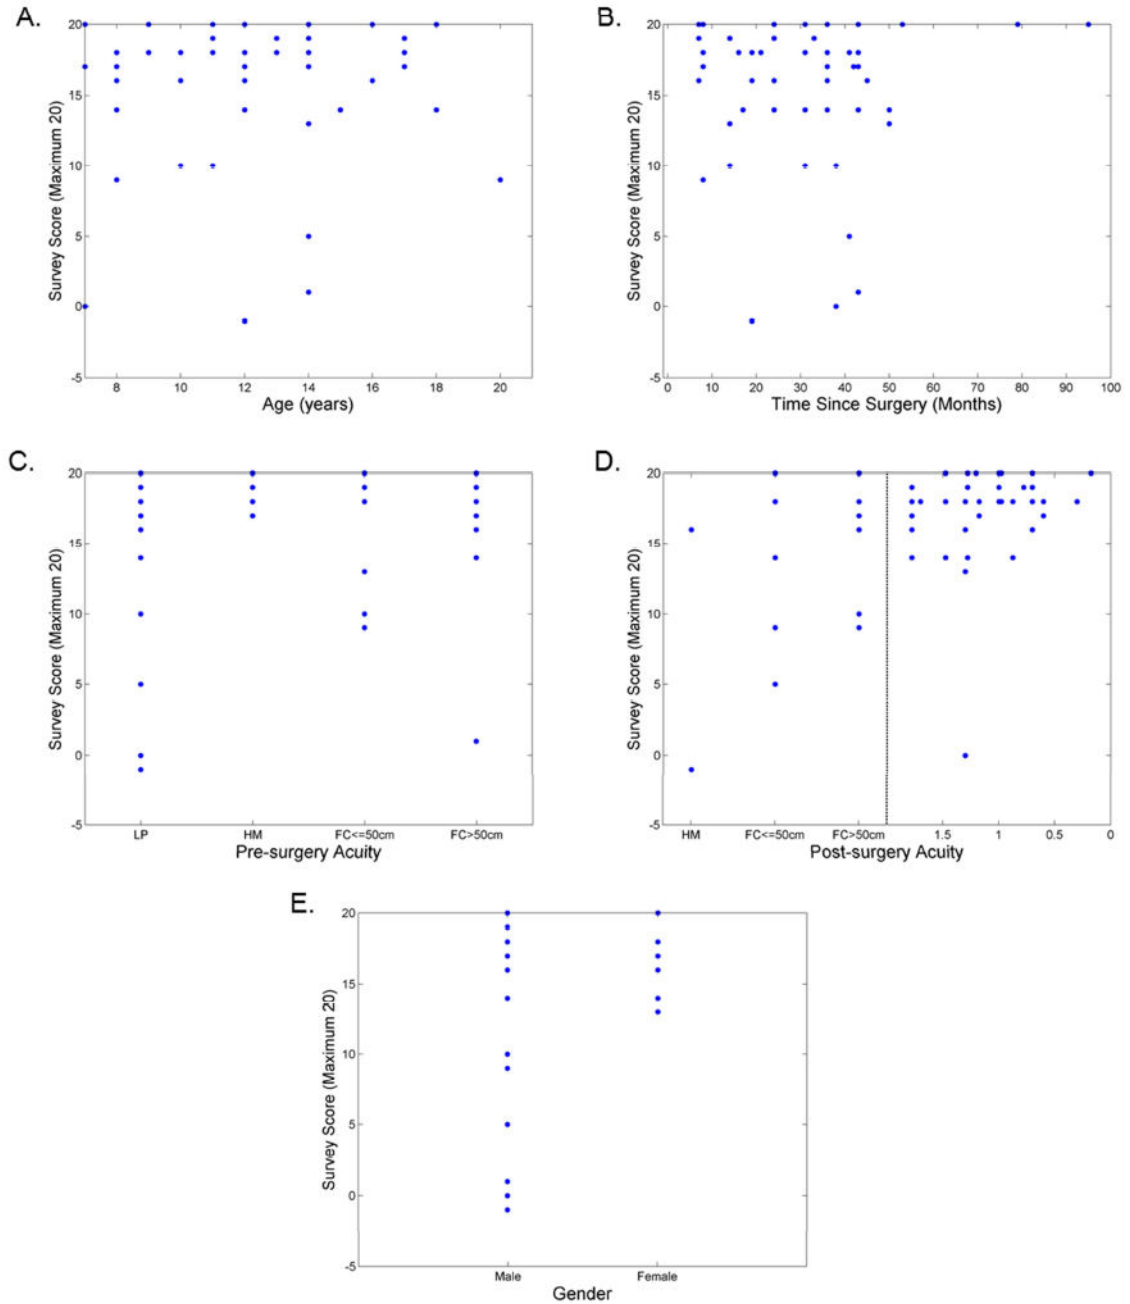 A.
20
15
10
5
0
-5
Survey Score (Maximum 20)
8 10 12 14 16 18 20
Age (years)
B.
20
15
10
5
0
-5
Survey Score (Maximum 20)
0 10 20 30 40 50 60 70 80 90 100
Time Since Surgery (Months)
C.
20
15
10
5
0
-5
Survey Score (Maximum 20)
LP HM FC<=50cm FC>50cm
Pre-surgery Acuity
D.
20
15
10
5
0
-5
Survey Score (Maximum 20)
HM FC<=50cm FC>50cm 1.5 1 0.5 0
Post-surgery Acuity
E.
20
15
10
5
0
-5
Survey Score (Maximum 20)
Male Female
Gender